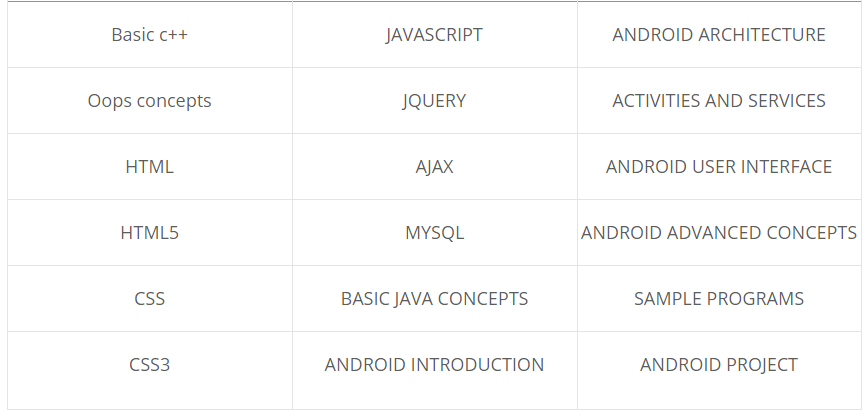 Basic c++ JAVASCRIPT ANDROID ARCHITECTURE
Oops concepts JQUERY ACTIVITIES AND SERVICES
HTML AJAX ANDROID USER INTERFACE
HTML5 MYSQL ANDROID ADVANCED CONCEPTS
CSS BASIC JAVA CONCEPTS SAMPLE PROGRAMS
CSS3 ANDROID INTRODUCTION ANDROID PROJECT